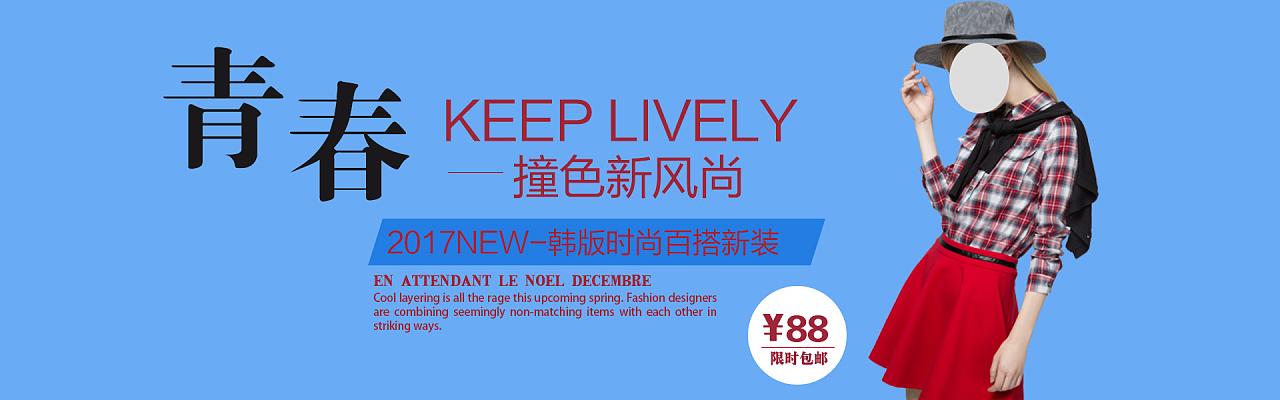 青春
KEEP LIVELY
撞色新风尚
2017NEW-韩版时尚百搭新装
EN ATTENDANT LE NOEL DECEMBRE
Cool layering is all the rage this upcoming spring. Fashion designers
are combining seemingly non-matching items with each other in
striking ways.
¥88
限时包邮